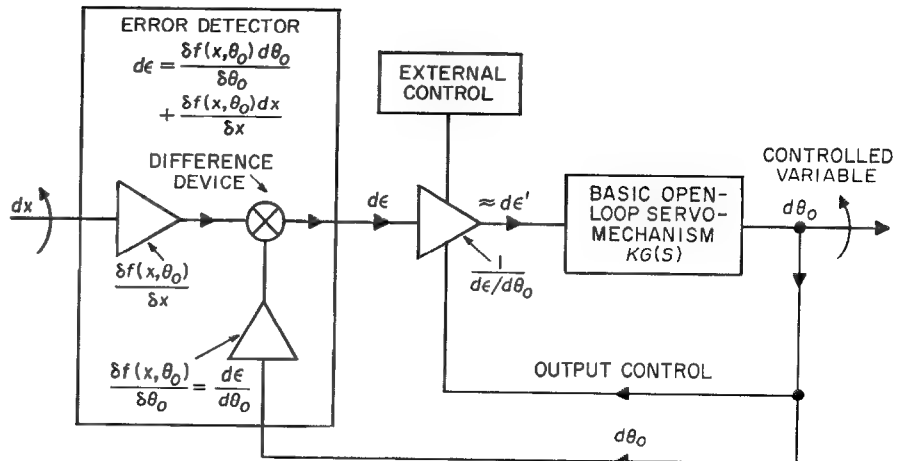 ERROR DETECTOR
dϵ = δf(x,θ₀) dθ₀ / δθ₀
+ δf(x,θ₀) dx / δx
DIFFERENCE
DEVICE
dx
δf(x,θ₀) / δx
δf(x,θ₀) / δθ₀ = dϵ / dθ₀
dϵ
EXTERNAL
CONTROL
≈ dϵ'
1 / dϵ/dθ₀
BASIC OPEN-
LOOP SERVO-
MECHANISM
KG(S)
CONTROLLED
VARIABLE
dθ₀
OUTPUT CONTROL
dθ₀